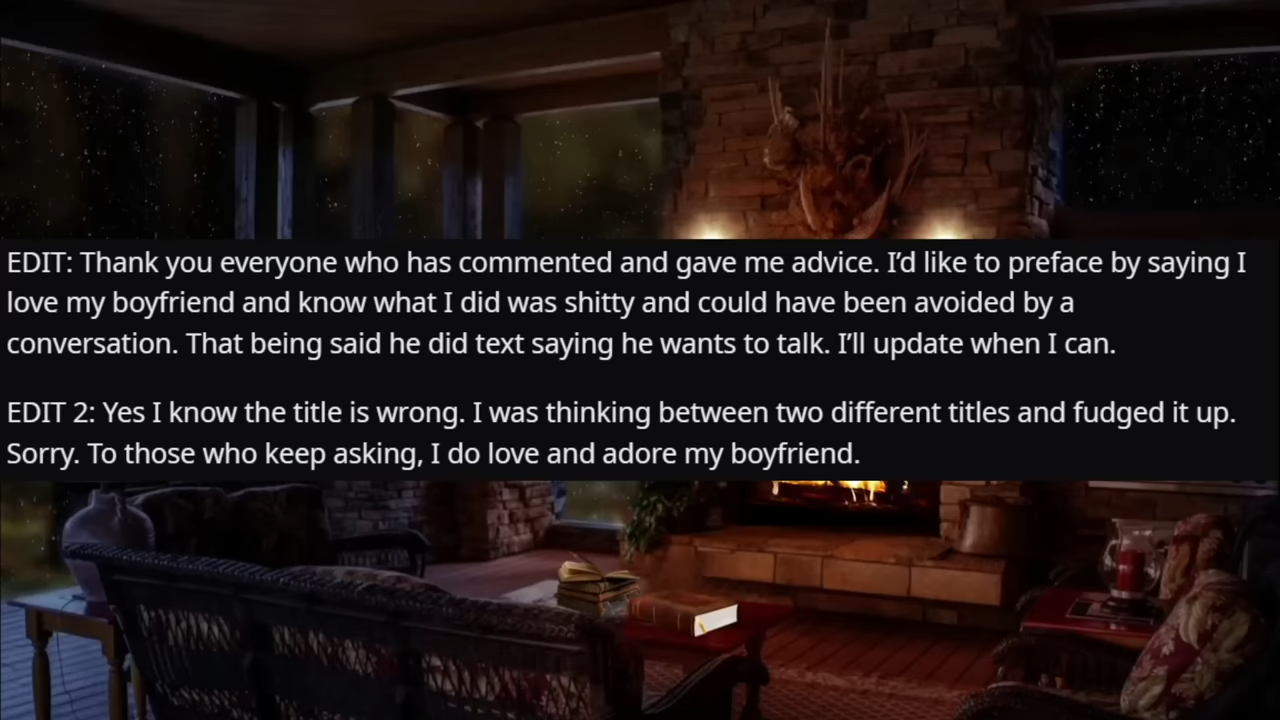 EDIT: Thank you everyone who has commented and gave me advice. I’d like to preface by saying I
love my boyfriend and know what I did was shitty and could have been avoided by a
conversation. That being said he did text saying he wants to talk. I’ll update when I can.
EDIT 2: Yes I know the title is wrong. I was thinking between two different titles and fudged it up.
Sorry. To those who keep asking, I do love and adore my boyfriend.